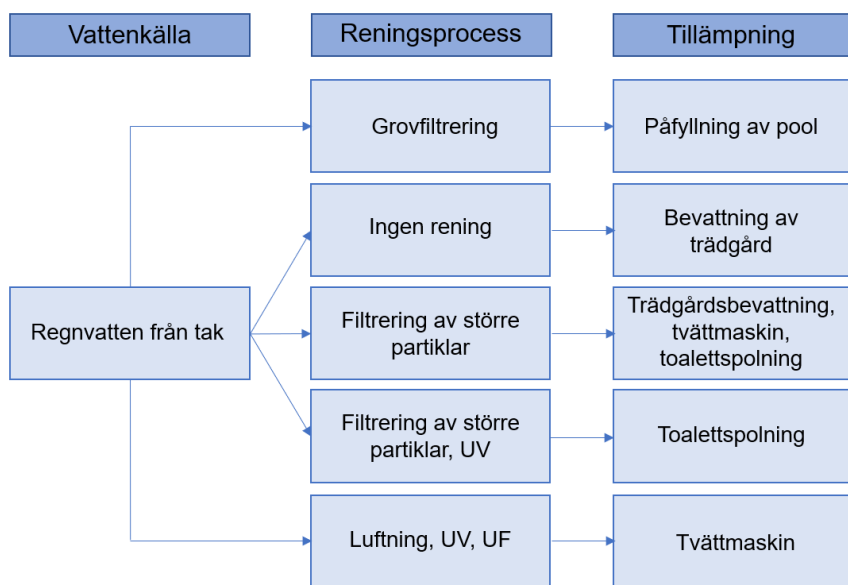 Vattenkälla
Reningsprocess
Tillämpning
Grovfiltrering
Påfyllning av pool
Ingen rening
Bevattning av
trädgård
Regnvatten från tak
Filtrering av större
partiklar
Trädgårdsbevattning,
tvättmaskin,
toalettspolning
Filtrering av större
partiklar, UV
Toalettspolning
Luftning, UV, UF
Tvättmaskin